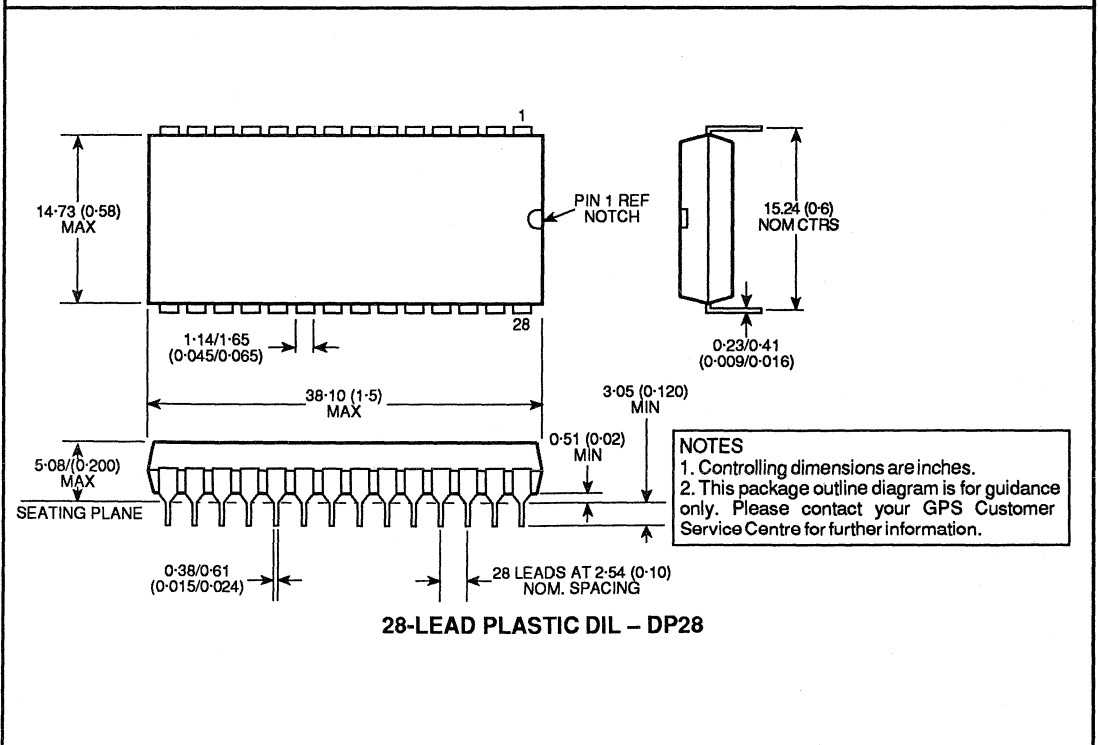 1
14·73 (0·58)
MAX
PIN 1 REF
NOTCH
15.24 (0·6)
NOM CTRS
28
1·14/1·65
(0·045/0·065)
0·23/0·41
(0·009/0·016)
38·10 (1·5)
MAX
3·05 (0·120)
MIN
0·51 (0·02)
MIN
5·08/(0·200)
MAX
SEATING PLANE
NOTES
1. Controlling dimensions are inches.
2. This package outline diagram is for guidance
only. Please contact your GPS Customer
Service Centre for further information.
0·38/0·61
(0·015/0·024)
28 LEADS AT 2·54 (0·10)
NOM. SPACING
28-LEAD PLASTIC DIL – DP28